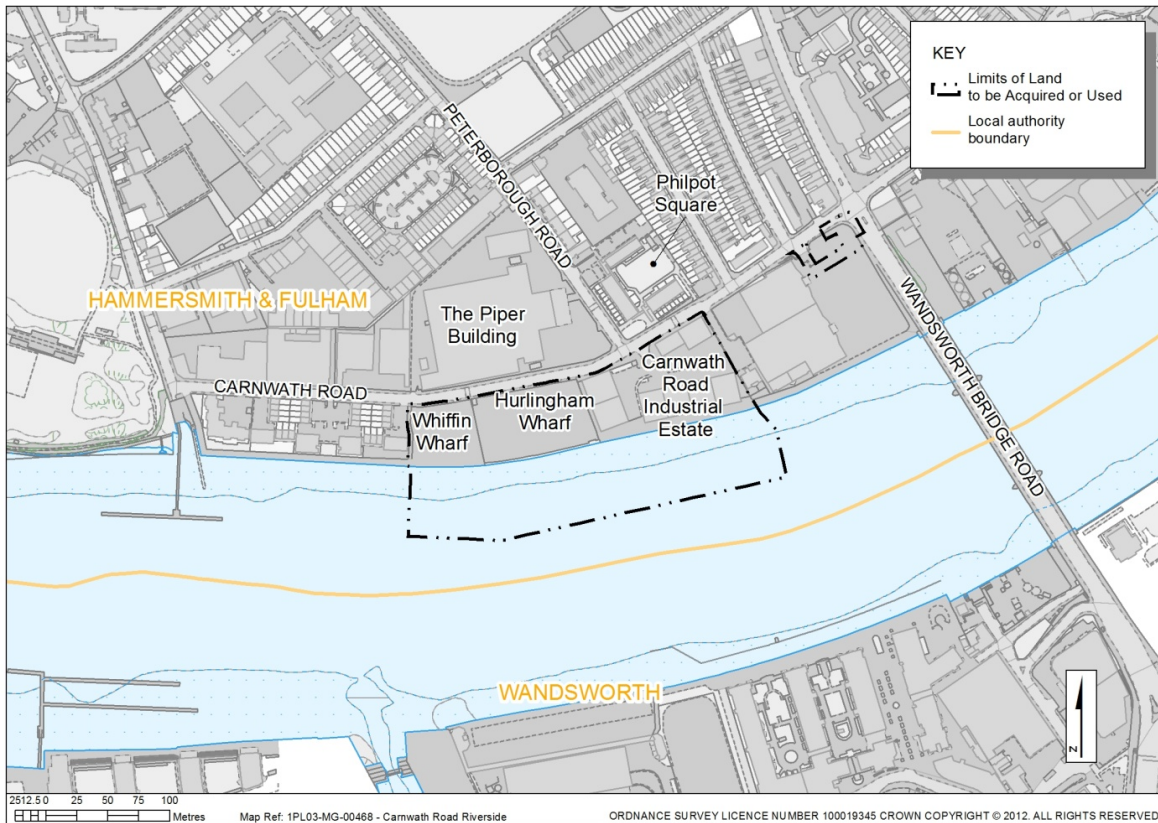 KEY
Limits of Land
to be Acquired or Used
Local authority
boundary
PETERBOROUGH ROAD
Philpot
Square
HAMMERSMITH & FULHAM
The Piper
Building
WANDSWORTHBRIDGE ROAD
CARNWATH ROAD
Whiffin
Wharf
Hurlingham
Wharf
Carnwath
Road
Industrial
Estate
WANDSWORTH
N
25 12.5 0 25 50 75 100
Metres
Map Ref: 1PL03-MG-00468 - Carnwath Road Riverside
ORDNANCE SURVEY LICENCE NUMBER 100019345 CROWN COPYRIGHT © 2012. ALL RIGHTS RESERVED